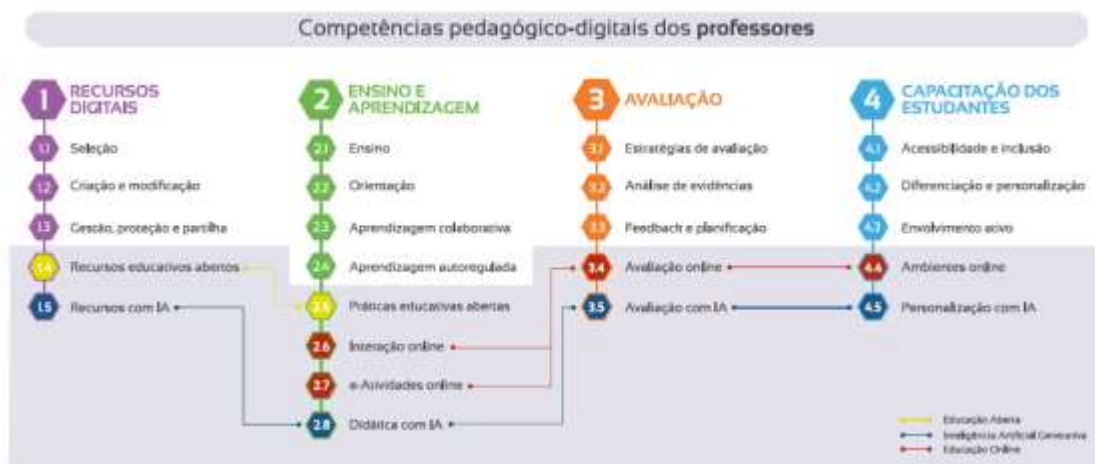 Competências pedagógico-digitais dos professores
1 RECURSOS DIGITAIS
1.1 Seleção
1.2 Criação e modificação
1.3 Gestão, proteção e partilha
1.4 Recursos educativos abertos
1.5 Recursos com IA
2 ENSINO E APRENDIZAGEM
2.1 Ensino
2.2 Orientação
2.3 Aprendizagem colaborativa
2.4 Aprendizagem autoregulada
2.5 Práticas educativas abertas
2.6 Interação online
2.7 e-Atividades online
2.8 Didática com IA
3 AVALIAÇÃO
3.1 Estratégias de avaliação
3.2 Análise de evidências
3.3 Feedback e planificação
3.4 Avaliação online
3.5 Avaliação com IA
4 CAPACITAÇÃO DOS ESTUDANTES
4.1 Acessibilidade e inclusão
4.2 Diferenciação e personalização
4.3 Envolvimento ativo
4.4 Ambientes online
4.5 Personalização com IA
Educação Aberta
Inteligência Artificial Generativa
Educação Online